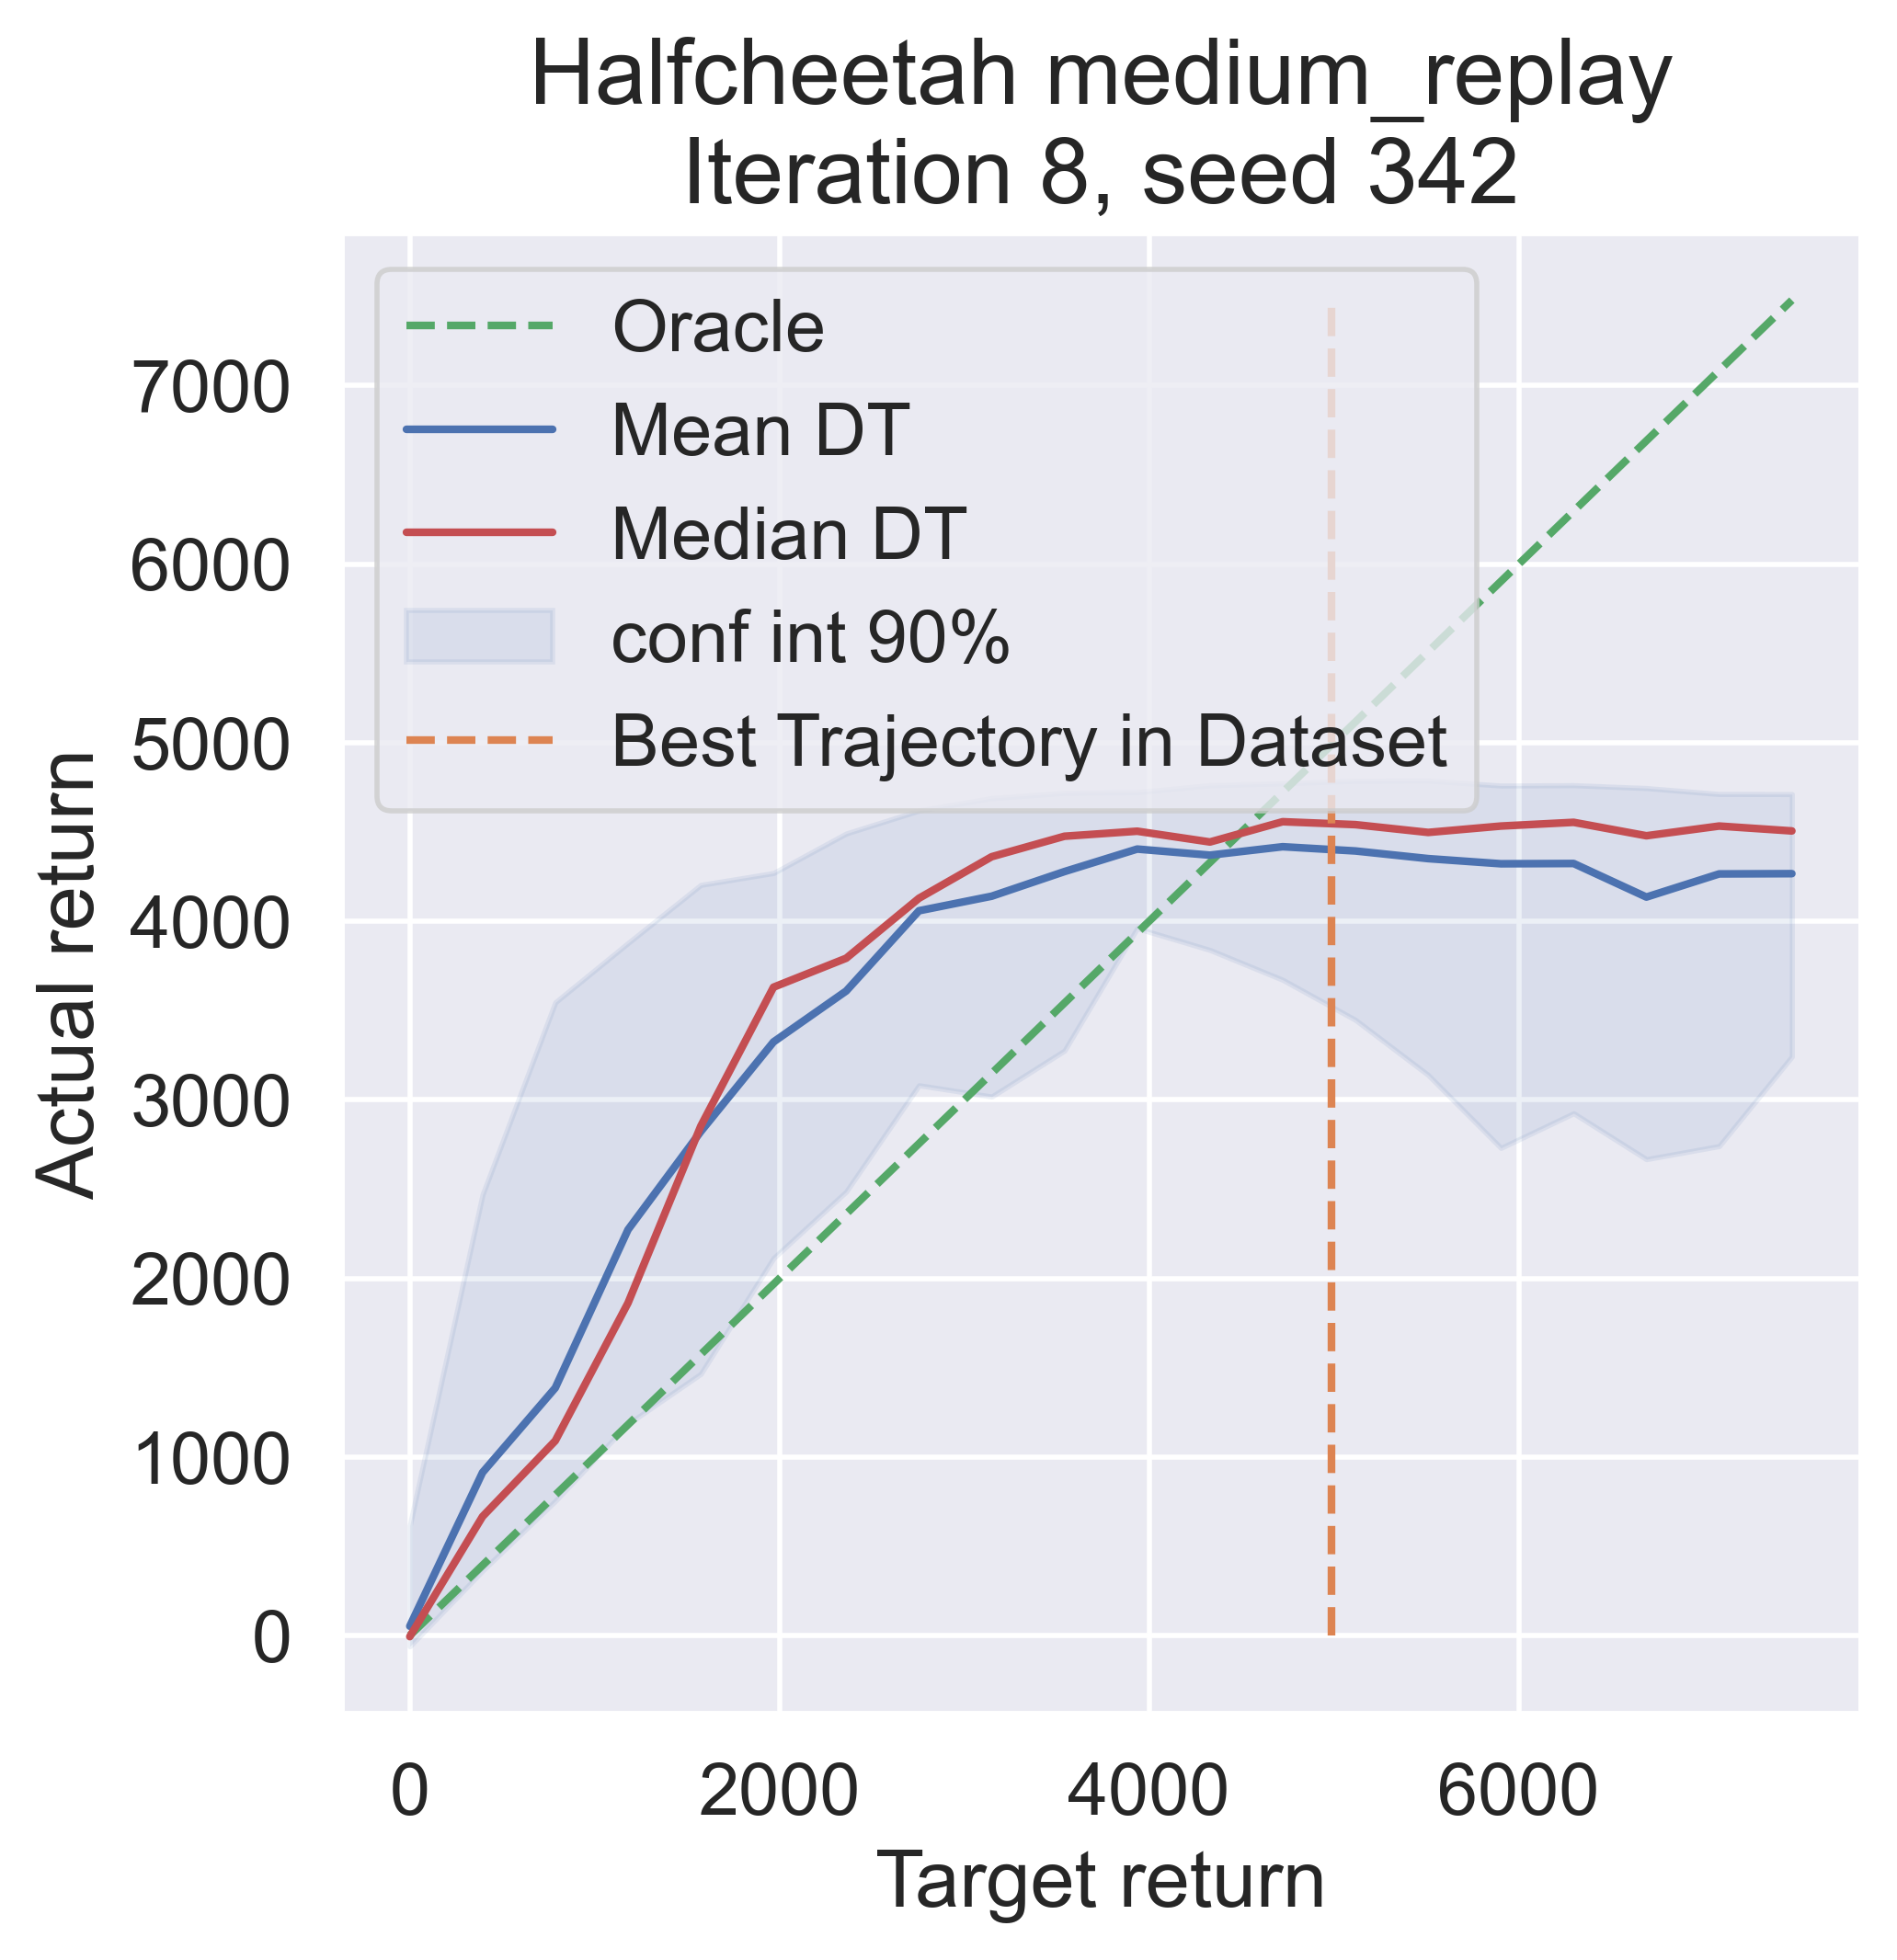 Halfcheetah medium_replay
Iteration 8, seed 342
Oracle
Mean DT
Median DT
conf int 90%
Best Trajectory in Dataset
Actual return
7000
6000
5000
4000
3000
2000
1000
0
0 2000 4000 6000
Target return